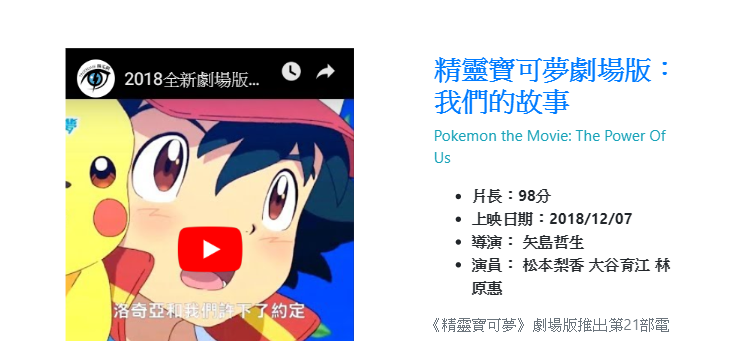 2018全新劇場版...
洛奇亞和我們許下了約定
精靈寶可夢劇場版：
我們的故事
Pokemon the Movie: The Power Of
Us
片長：98分
上映日期：2018/12/07
導演： 矢島哲生
演員： 松本梨香 大谷育江 林
原惠
《精靈寶可夢》劇場版推出第21部電